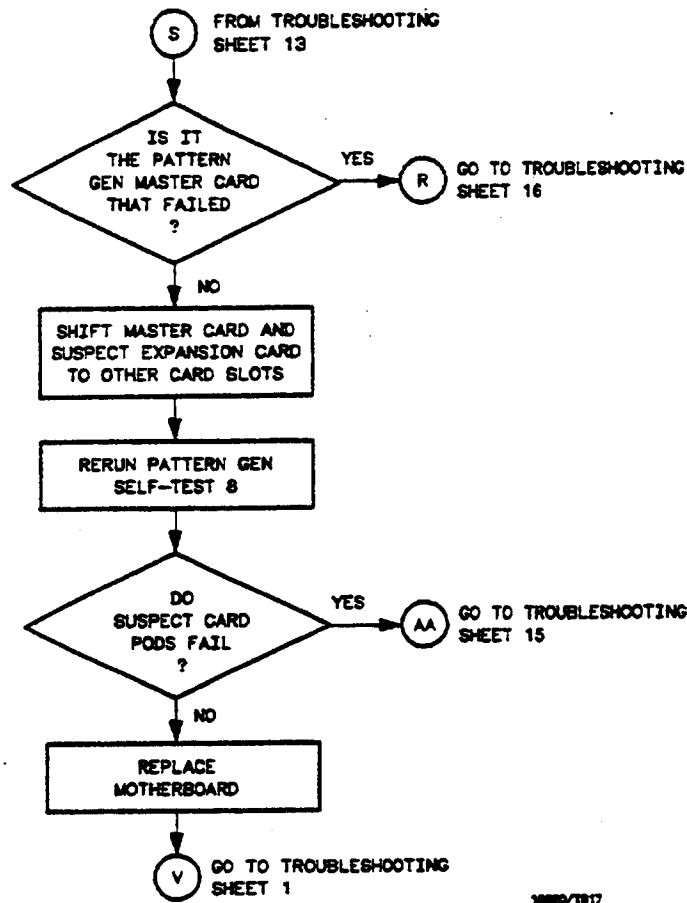 S
FROM TROUBLESHOOTING
SHEET 13
IS IT
THE PATTERN
GEN MASTER CARD
THAT FAILED
?
YES
R
GO TO TROUBLESHOOTING
SHEET 16
NO
SHIFT MASTER CARD AND
SUSPECT EXPANSION CARD
TO OTHER CARD SLOTS
RERUN PATTERN GEN
SELF-TEST 8
DO
SUSPECT CARD
PODS FAIL
?
YES
AA
GO TO TROUBLESHOOTING
SHEET 15
NO
REPLACE
MOTHERBOARD
V
GO TO TROUBLESHOOTING
SHEET 1